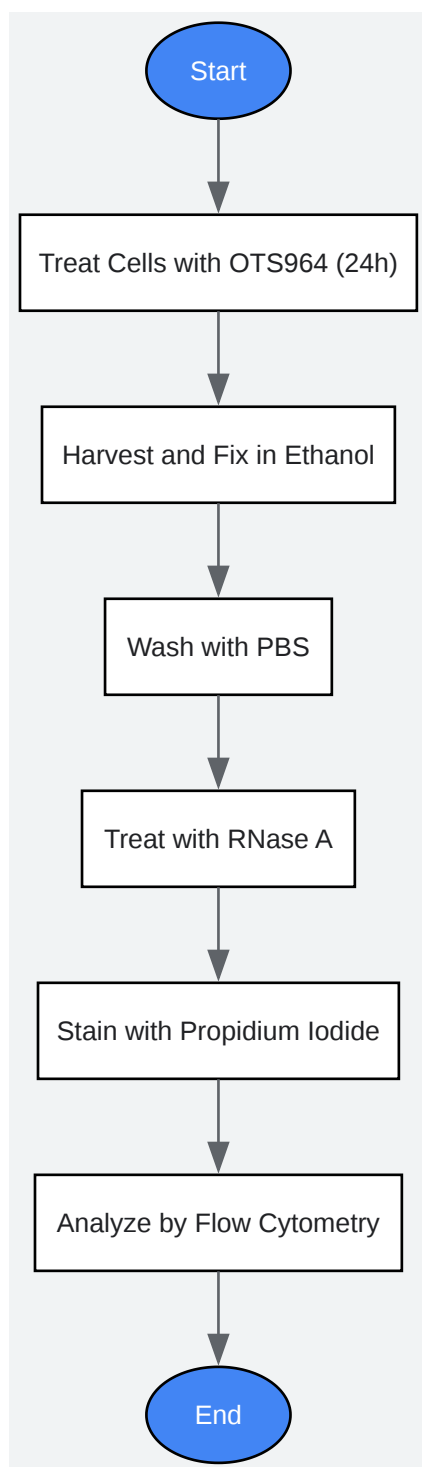 Start
Treat Cells with OTS964 (24h)
Harvest and Fix in Ethanol
Wash with PBS
Treat with RNase A
Stain with Propidium Iodide
Analyze by Flow Cytometry
End